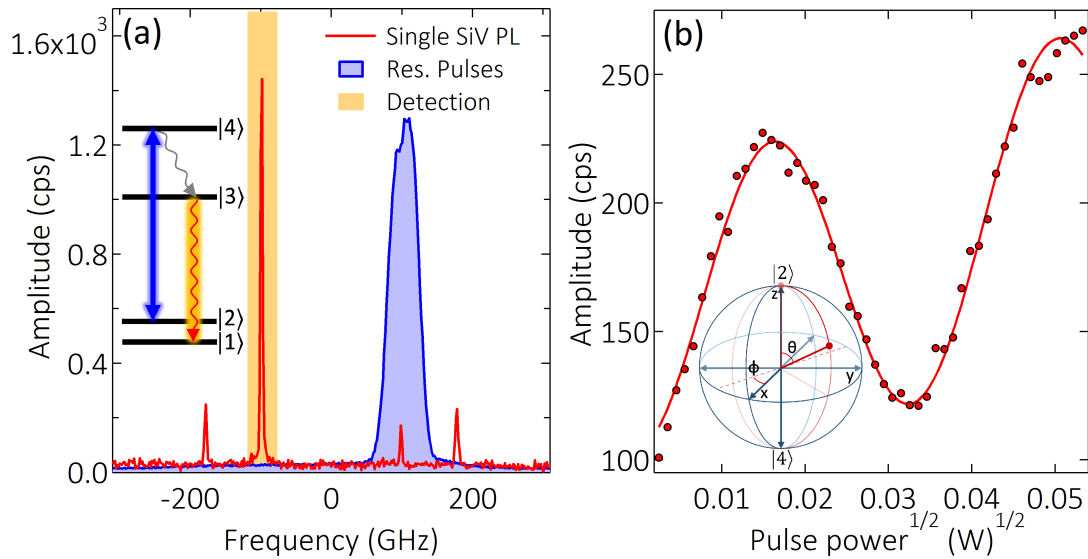 (a)
1.6x10³
1.2
0.8
0.4
0.0
Amplitude (cps)
-200
0
200
Frequency (GHz)
Single SiV PL
Res. Pulses
Detection
|4⟩
|3⟩
|2⟩
|1⟩
(b)
250
200
150
100
Amplitude (cps)
0.01
0.02
0.03
0.04
0.05
Pulse power^1/2 (W)^1/2
|2⟩
z
θ
ϕ
x
y
|4⟩